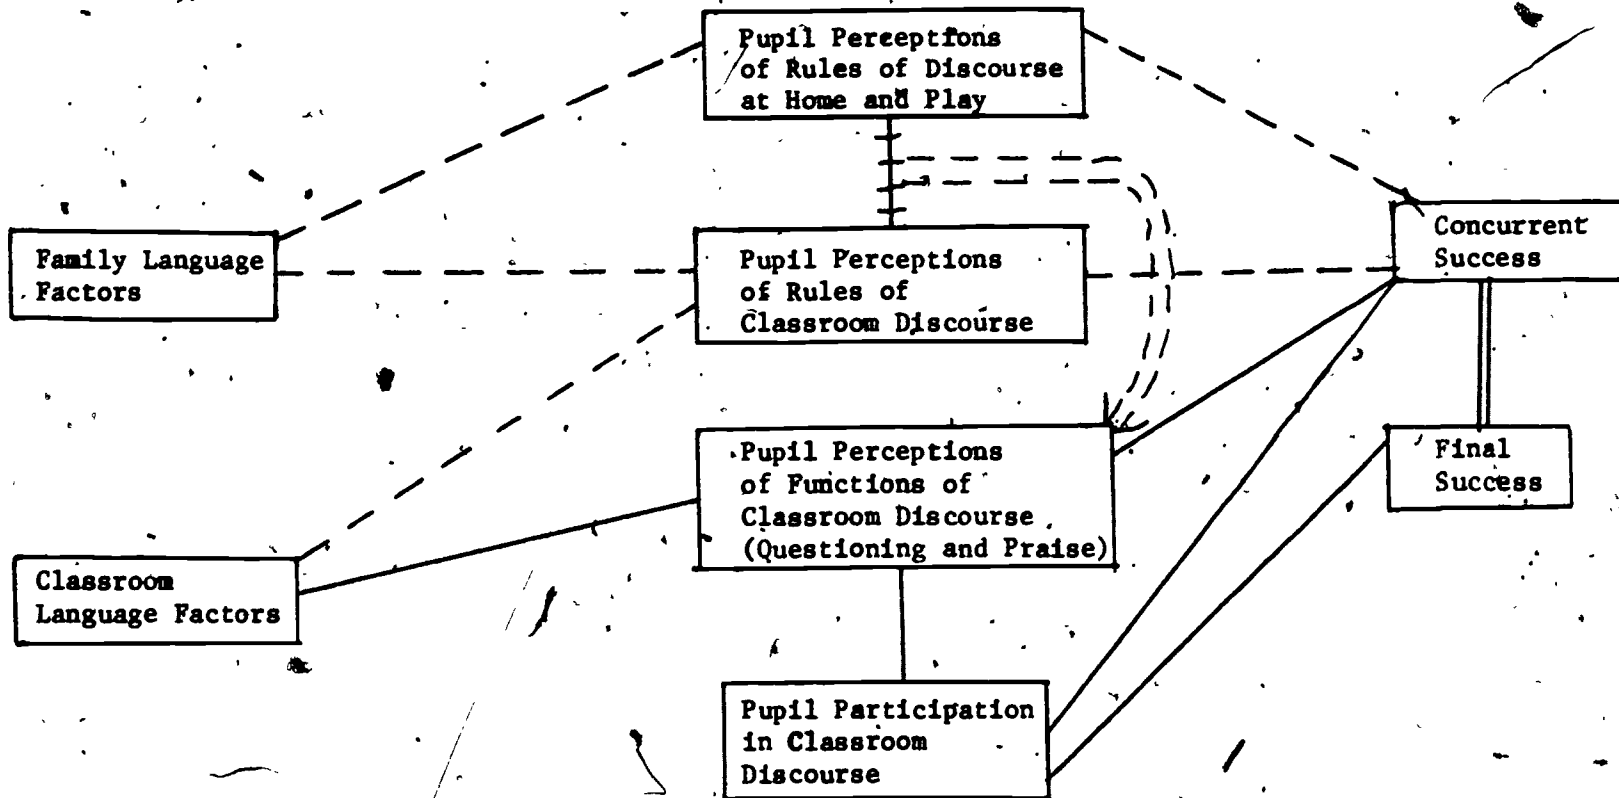 Pupil Perceptions
of Rules of Discourse
at Home and Play
Family Language
Factors
Pupil Perceptions
of Rules of
Classroom Discourse
Concurrent
Success
Pupil Perceptions
of Functions of
Classroom Discourse
(Questioning and Praise)
Final
Success
Classroom
Language Factors
Pupil Participation
in Classroom
Discourse